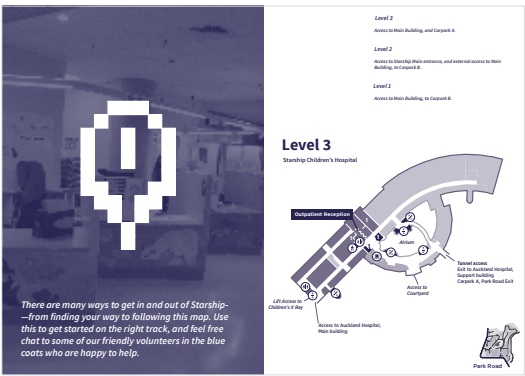 There are many ways to get in and out of Starship-
—from finding your way to following this map. Use
this to get started on the right track, and feel free
chat to some of our friendly volunteers in the blue
coats who are happy to help.
Level 3
Access to Main Building, and Carpark A.
Level 2
Access to Starship Main entrance, and external access to Main
Building, to Carpark B.
Level 1
Access to Main Building, to Carpark B.
Level 3
Starship Children's Hospital
Outpatient Reception
Atrium
Tunnel access
Exit to Auckland Hospital,
Support building
Carpark A, Park Road Exit
Access to
Courtyard
Lift Access to
Children's X Ray
Access to Auckland Hospital,
Main building
Park Road